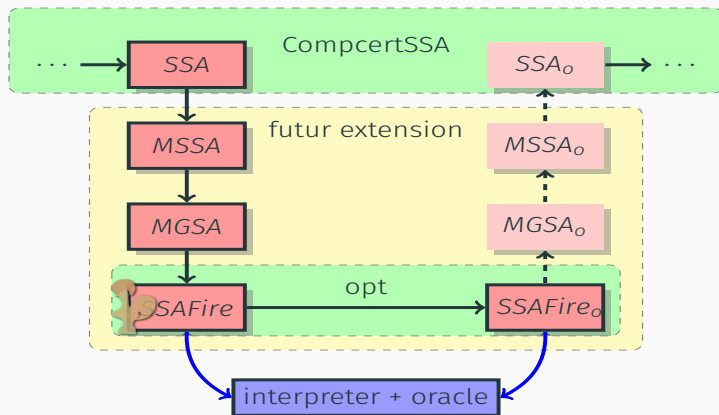 CompcertSSA
··· SSA SSAₒ ···
futur extension
MSSA MSSAₒ
MGSA MGSAₒ
opt
SSAFire SSAFireₒ
interpreter + oracle